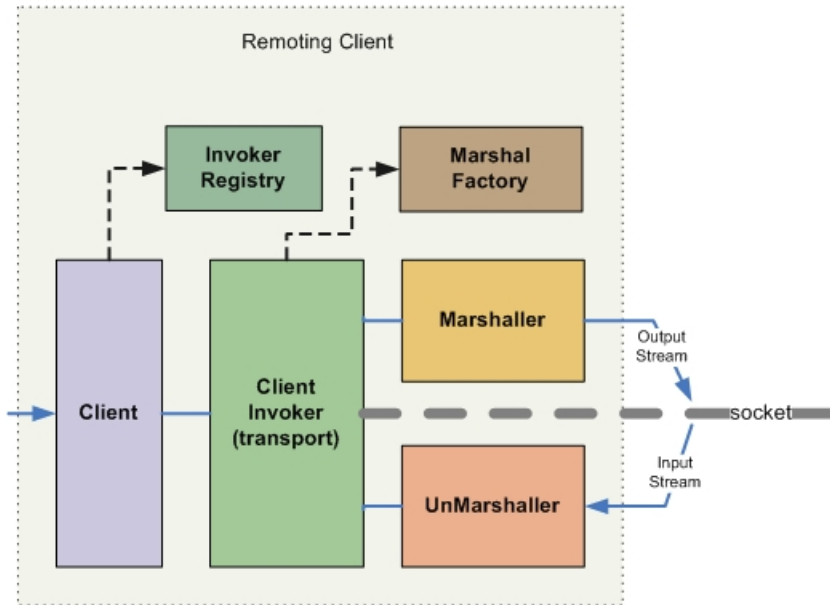 Remoting Client
Invoker
Registry
Marshal
Factory
Client
Client
Invoker
(transport)
Marshaller
UnMarshaller
Output
Stream
socket
Input
Stream